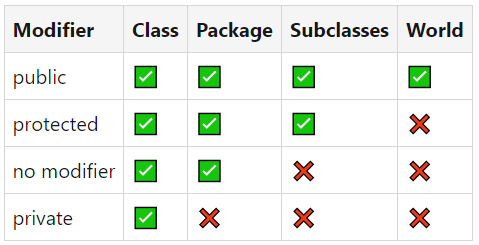 Modifier Class Package Subclasses World
public ✅ ✅ ✅ ✅
protected ✅ ✅ ✅ ❌
no modifier ✅ ✅ ❌ ❌
private ✅ ❌ ❌ ❌